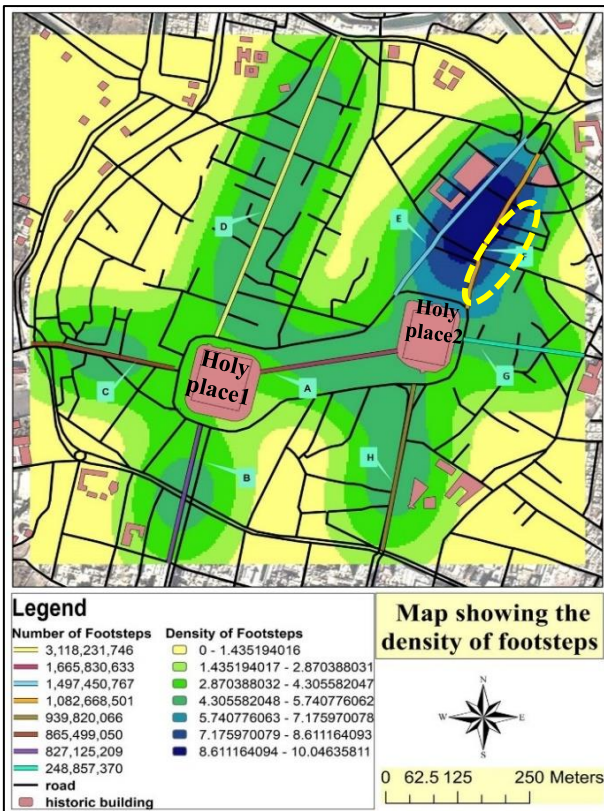 D
E
F
Holy
place2
Holy
place1
A
G
C
H
B
Legend
Number of Footsteps
3,118,231,746
1,665,830,633
1,497,450,767
1,082,668,501
939,820,066
865,499,050
827,125,209
248,857,370
road
historic building
Density of Footsteps
0 - 1.435194016
1.435194017 - 2.870388031
2.870388032 - 4.305582047
4.305582048 - 5.740776062
5.740776063 - 7.175970078
7.175970079 - 8.611164093
8.611164094 - 10.04635811
Map showing the
density of footsteps
N
W E
S
0 62.5 125 250 Meters